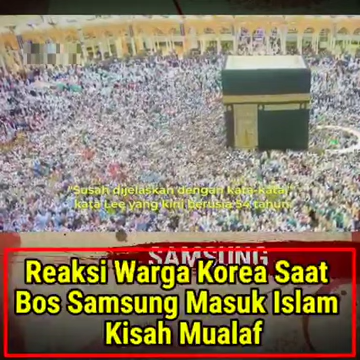 "Susah dijelaskan dengan kata-kata"
kata Lee yang kini berusia 54 tahun.
SAMSUNG
Reaksi Warga Korea Saat
Bos Samsung Masuk Islam
Kisah Mualaf